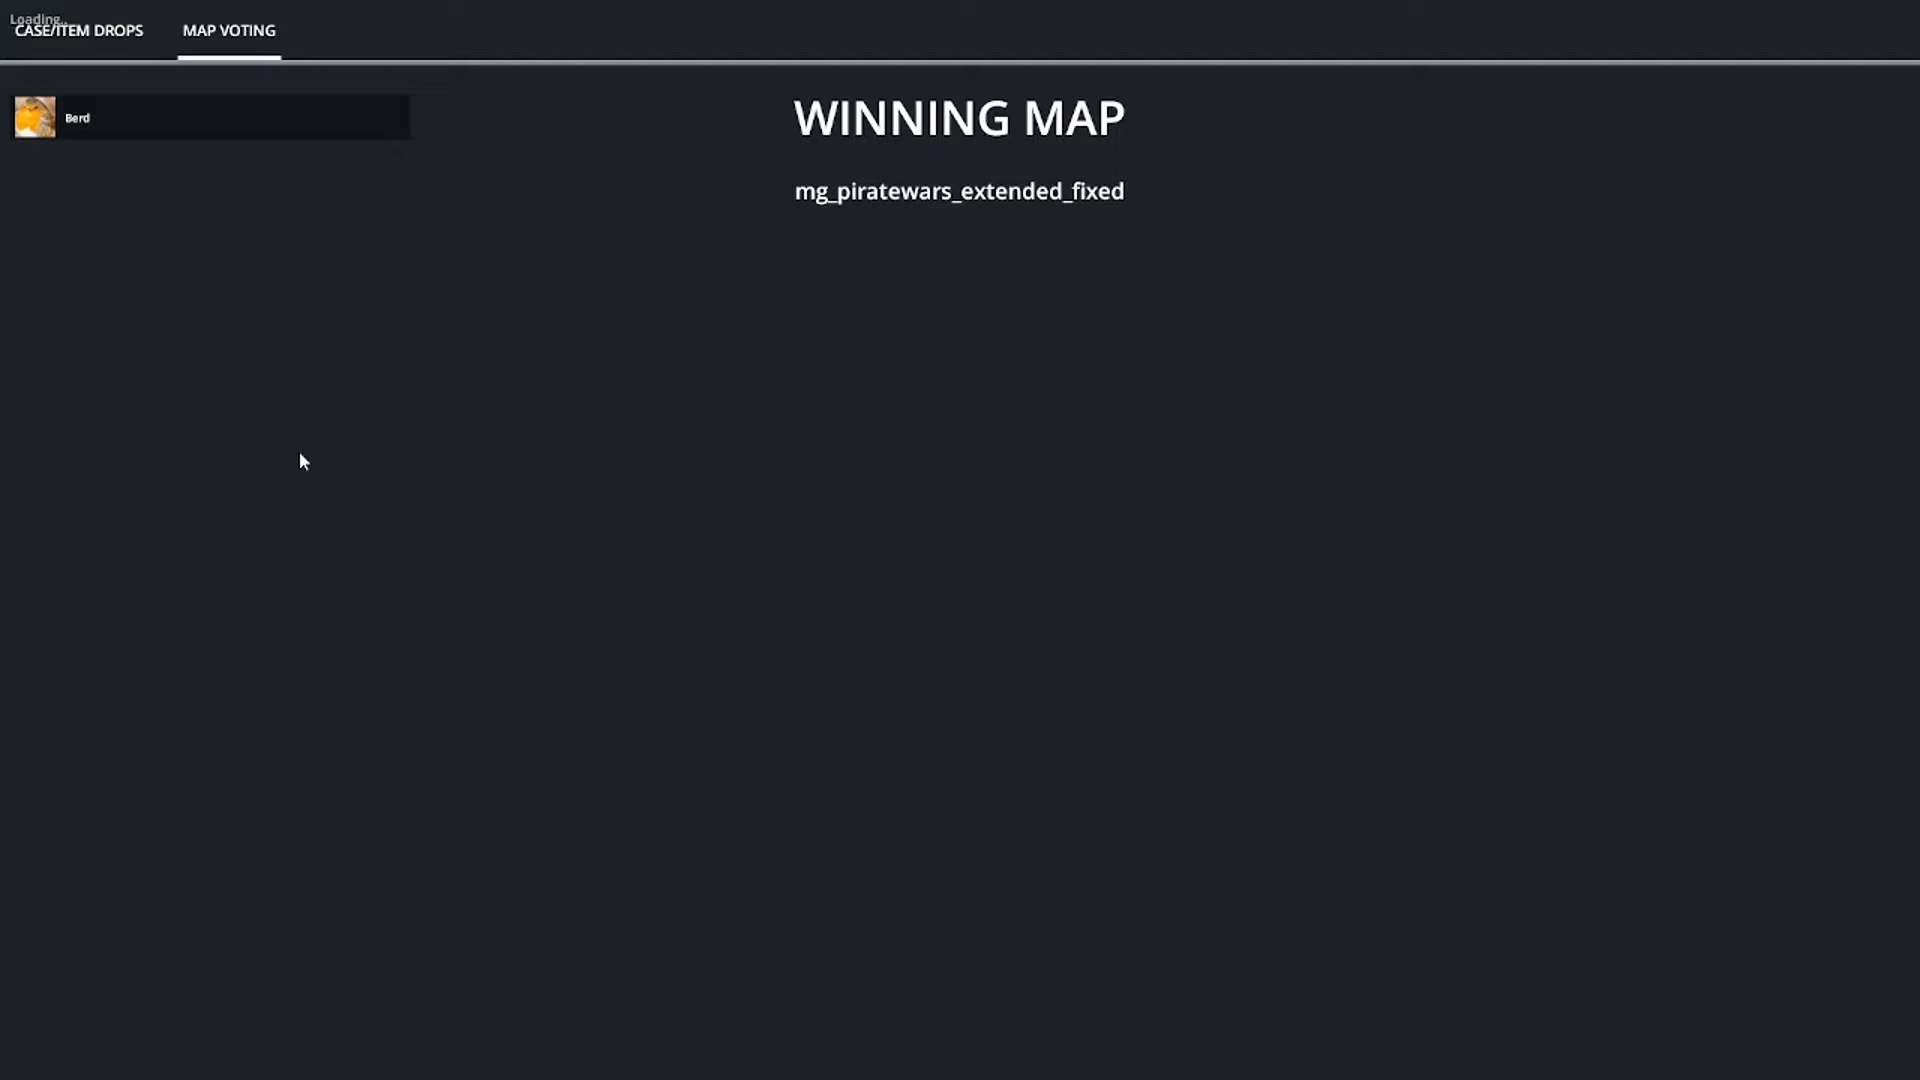 Loading...
CASE/ITEM DROPS
MAP VOTING
Berd
WINNING MAP
mg_piratewars_extended_fixed